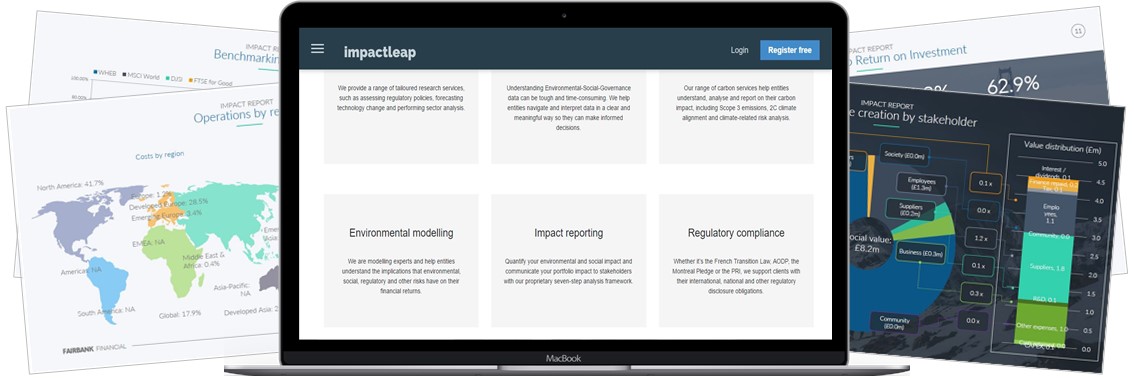 IMPACT RE
Benchmarkin
WHEB MSCI World DJSI FTSE for Good
100.00%
80.00%
IMPACT REPORT
Operations by re
Costs by region
North America: 41.7%
Europe: 1.2%
Developed Europe: 28.5%
Emerging Europe: 3.4%
EMEA: NA
Middle East &
Africa: 0.4%
Americas: NA
Asia-Pacific:
NA
South America: NA
Global: 17.9%
Developed Asia: 2
FAIRBANK FINANCIAL
impactleap
Login
Register free
We provide a range of tailoured research services,
such as assessing regulatory policies, forecasting
technology change and performing sector analysis.
Understanding Environmental-Social-Governance
data can be tough and time-consuming. We help
entities navigate and interpret data in a clear and
meaningful way so they can make informed
decisions.
Our range of carbon services help entities
understand, analyse and report on their carbon
impact, including Scope 3 emissions, 2C climate
alignment and climate-related risk analysis.
Environmental modelling
We are modelling experts and help entities
understand the implications that environmental,
social, regulatory and other risks have on their
financial returns.
Impact reporting
Quantify your environmental and social impact and
communicate your portfolio impact to stakeholders
with our proprietary seven-step analysis framework.
Regulatory compliance
Whether it's the French Transition Law, AODP, the
Montreal Pledge or the PRI, we support clients with
their international, national and other regulatory
disclosure obligations.
MacBook
IMPACT REPORT
11
Return on Investment
62.9%
IMPACT REPORT
e creation by stakeholder
Society (£0.0m)
Employees
(£1.3m)
Suppliers
(£0.2m)
Business (£0.3m)
Community
(£0.0m)
ocial value:
£8.2m
0.1 x
0.0 x
1.2 x
0.1 x
0.3 x
0.0 x
Value distribution (£m)
Interest /
dividends, 0.1
Emplo
yees,
1.1
Community, 0.0
Suppliers, 1.8
R&D, 0.1
Other expenses, 1.0
5.0
4.5
4.0
3.5
3.0
2.5
2.0
1.5
1.0
0.5
0.0